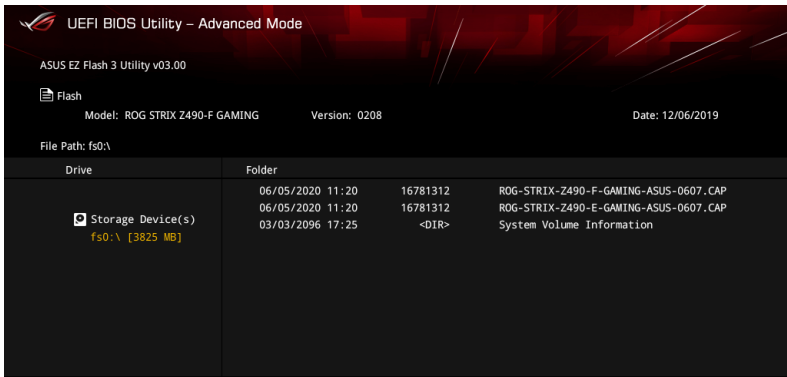 UEFI BIOS Utility – Advanced Mode
ASUS EZ Flash 3 Utility v03.00
Flash
Model: ROG STRIX Z490-F GAMING Version: 0208 Date: 12/06/2019
File Path: fs0:\
Drive Folder
06/05/2020 11:20 16781312 ROG-STRIX-Z490-F-GAMING-ASUS-0607.CAP
06/05/2020 11:20 16781312 ROG-STRIX-Z490-E-GAMING-ASUS-0607.CAP
Storage Device(s) 03/03/2096 17:25 <DIR> System Volume Information
fs0:\ [3825 MB]